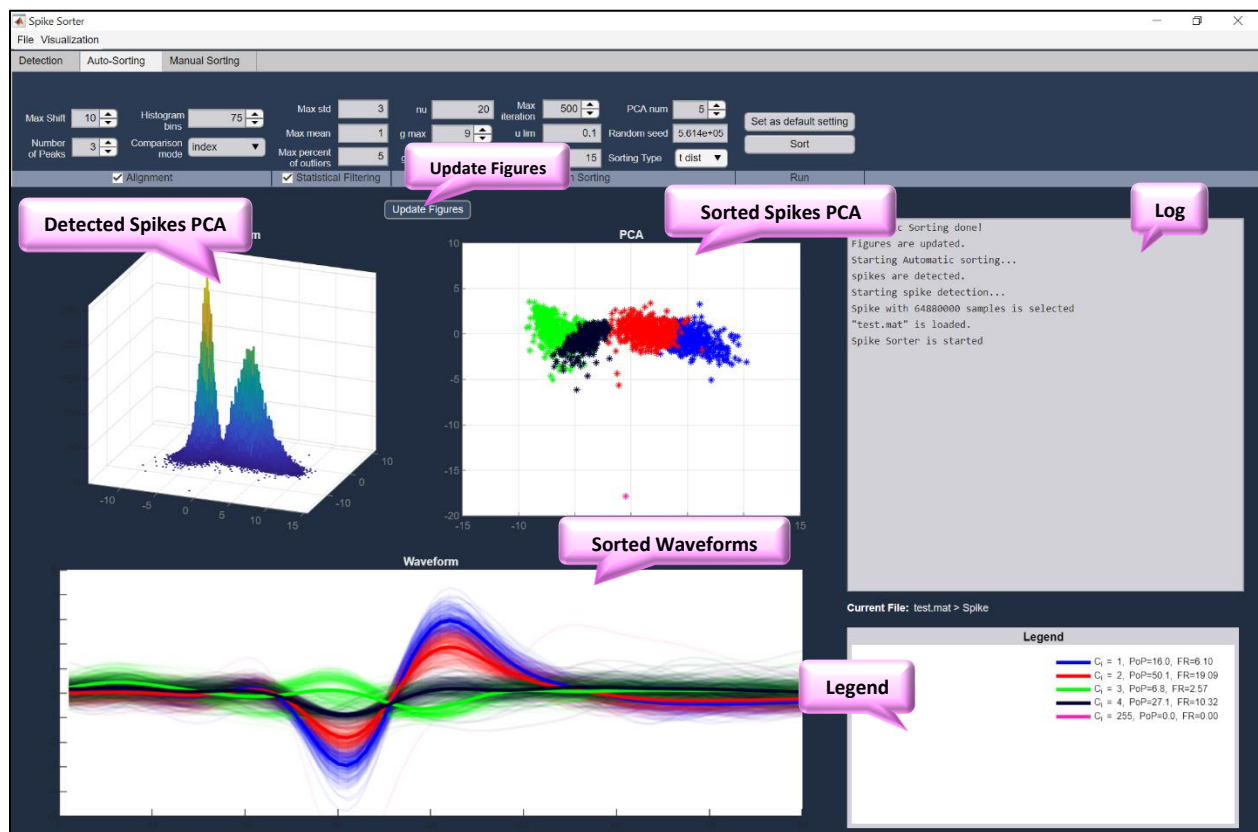 Spike Sorter
File Visualization
Detection Auto-Sorting Manual Sorting
Max Shift 10 Histogram bins 75 Max std 3 nu 20 Max iteration 500 PCA num 5 Set as default setting
Number of Peaks 3 Comparison mode index Max mean 1 g max 9 u lim 0.1 Random seed 5.614e+05 Sort
Max percent of outliers 5 g 15 Sorting Type t dist
Alignment Statistical Filtering Sorting Run
Update Figures
Update Figures
Detected Spikes PCA
Sorted Spikes PCA
Log
PCA
10
5
0
-5
-10
-15
-20
-15 -10 15
-10 -5 0 5 10 15
-10 0 10
Sorting done!
Figures are updated.
Starting Automatic sorting...
spikes are detected.
Starting spike detection...
Spike with 64880000 samples is selected
"test.mat" is loaded.
Spike Sorter is started
Sorted Waveforms
Waveform
Current File: test.mat > Spike
Legend
Legend
C_i = 1, PoP=16.0, FR=6.10
C_i = 2, PoP=50.1, FR=19.09
C_i = 3, PoP=6.8, FR=2.57
C_i = 4, PoP=27.1, FR=10.32
C_i = 255, PoP=0.0, FR=0.00